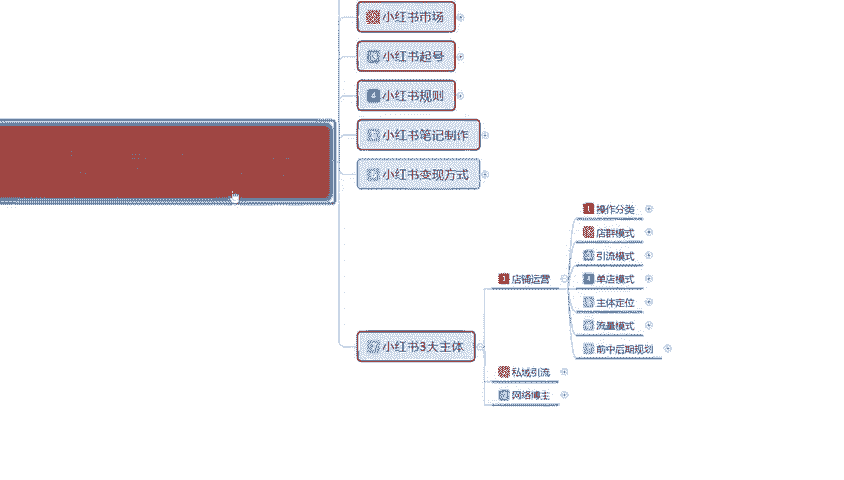 小红书市场
小红书起号
4 小红书规则
小红书笔记制作
小红书变现方式
小红书3大主体
1 店铺运营
1 操作分类
店群模式
引流模式
单店模式
主体定位
流量模式
前中后期规划
私域引流
网络博主